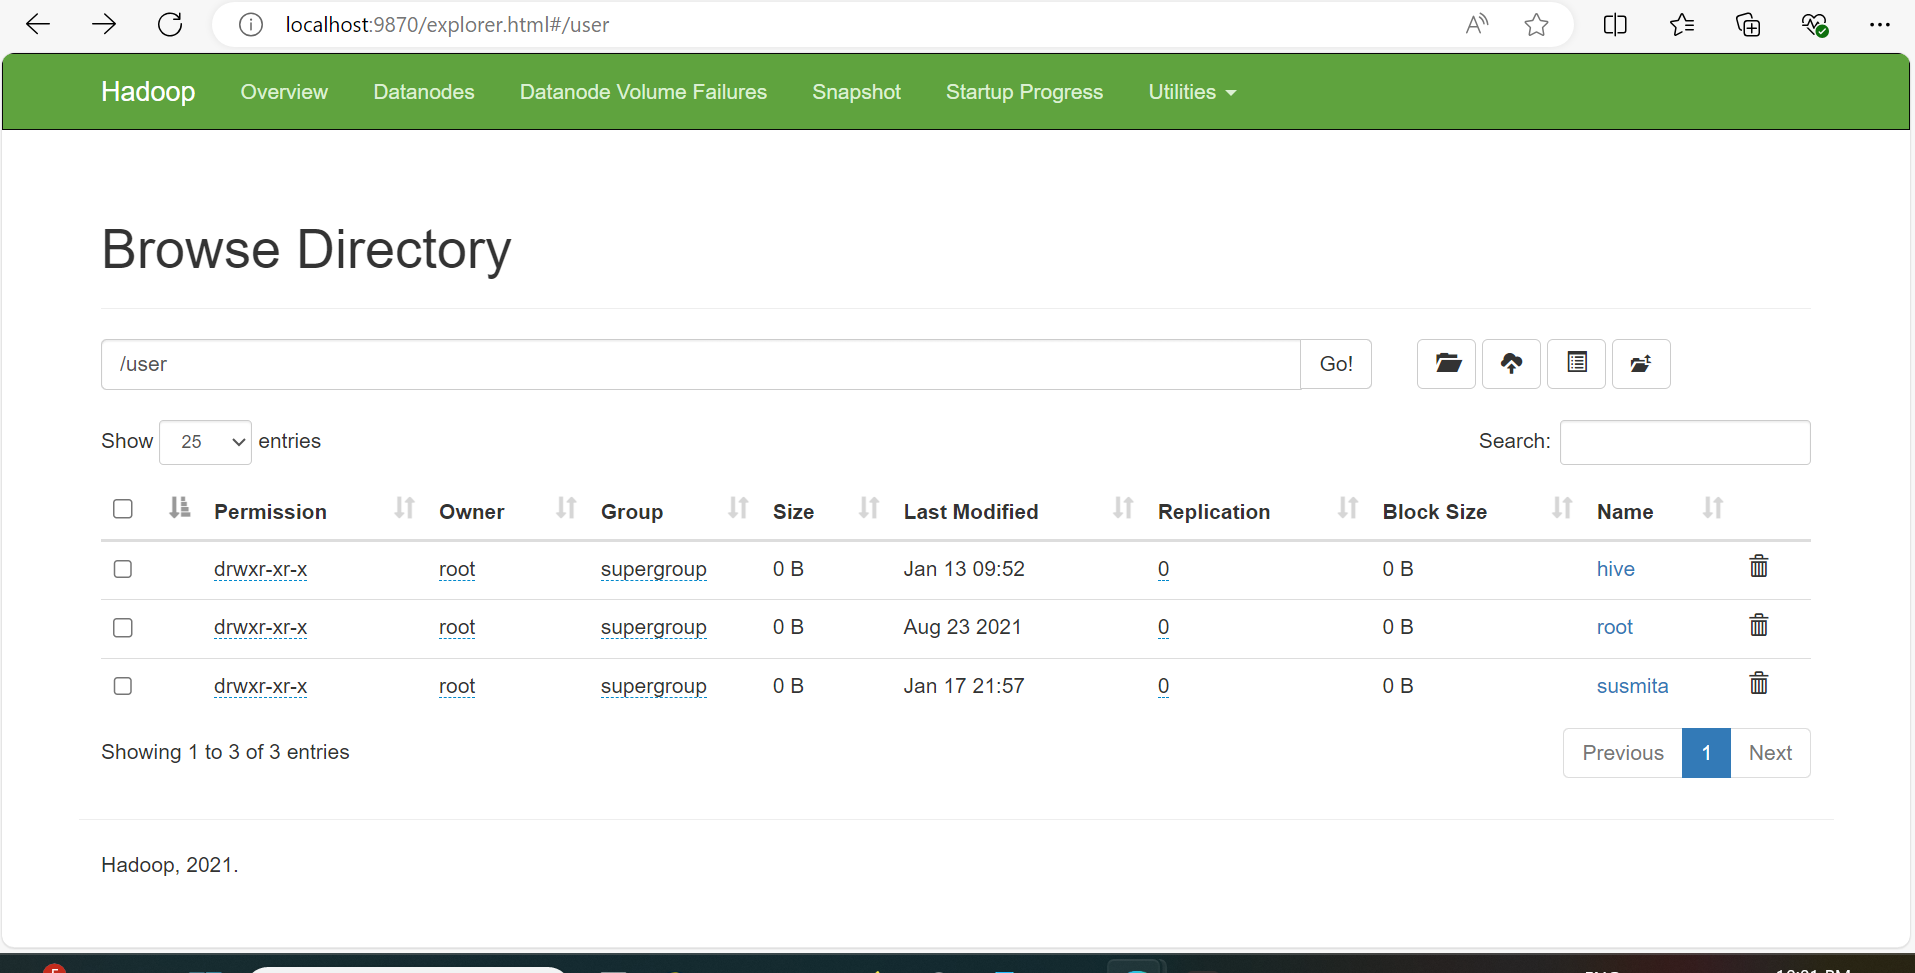 localhost:9870/explorer.html#/user
Hadoop Overview Datanodes Datanode Volume Failures Snapshot Startup Progress Utilities
Browse Directory
/user Go!
Show 25 entries Search:
Permission Owner Group Size Last Modified Replication Block Size Name
drwxr-xr-x root supergroup 0 B Jan 13 09:52 0 0 B hive
drwxr-xr-x root supergroup 0 B Aug 23 2021 0 0 B root
drwxr-xr-x root supergroup 0 B Jan 17 21:57 0 0 B susmita
Showing 1 to 3 of 3 entries Previous 1 Next
Hadoop, 2021.